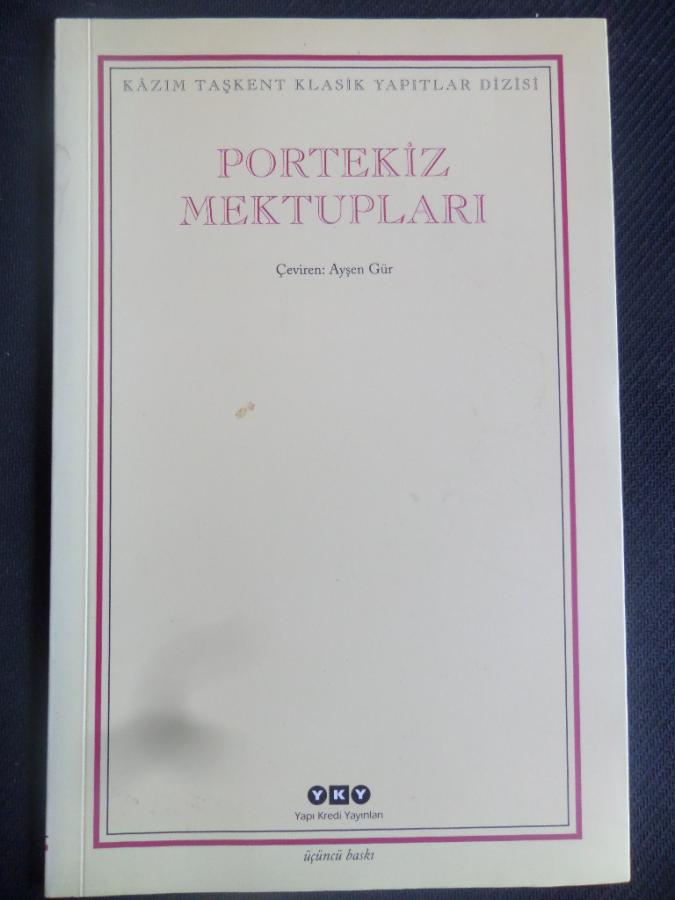 KÂZIM TAŞKENT KLASİK YAPITLAR DİZİSİ
PORTEKİZ
MEKTUPLARI
Çeviren: Ayşen Gür
YKY
Yapı Kredi Yayınları
üçüncü baskı